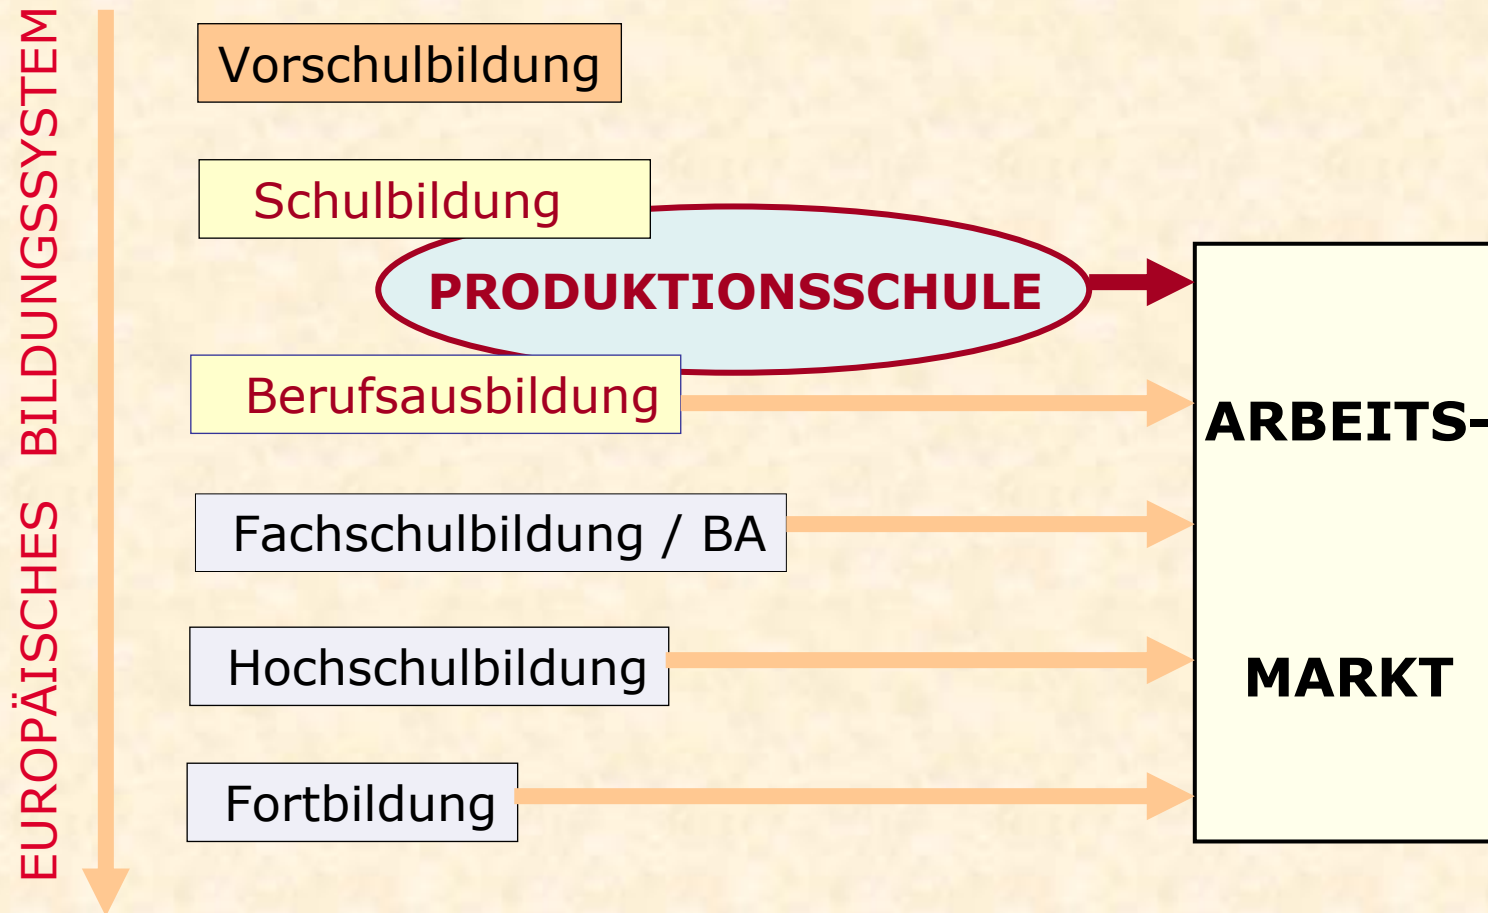 EUROPÄISCHES BILDUNGSSYSTEM
Vorschulbildung
Schulbildung
PRODUKTIONSSCHULE
Berufsausbildung
Fachschulbildung / BA
Hochschulbildung
Fortbildung
ARBEITS-
MARKT